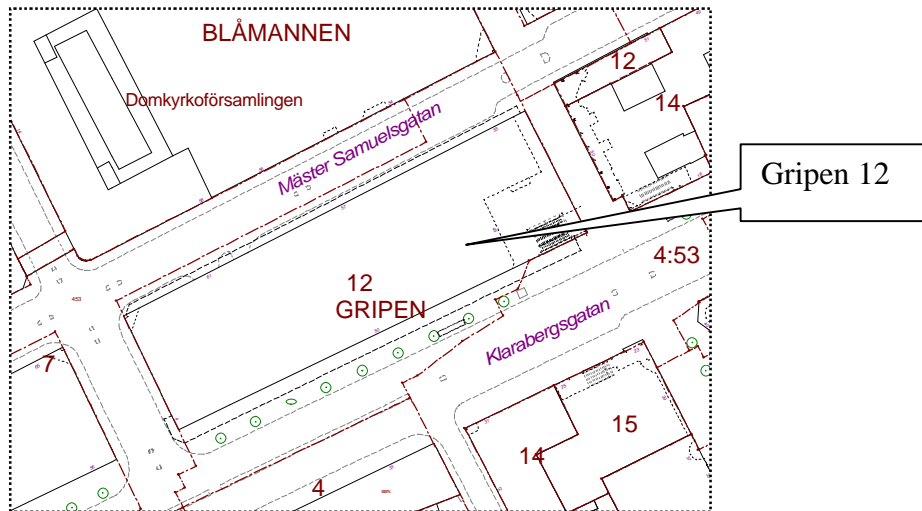 BLÅMANNEN
12
Domkyrkoförsamlingen
14
Mäster Samuelsgatan
Gripen 12
4:53
12
GRIPEN
Klarabergsgatan
7
15
14
4